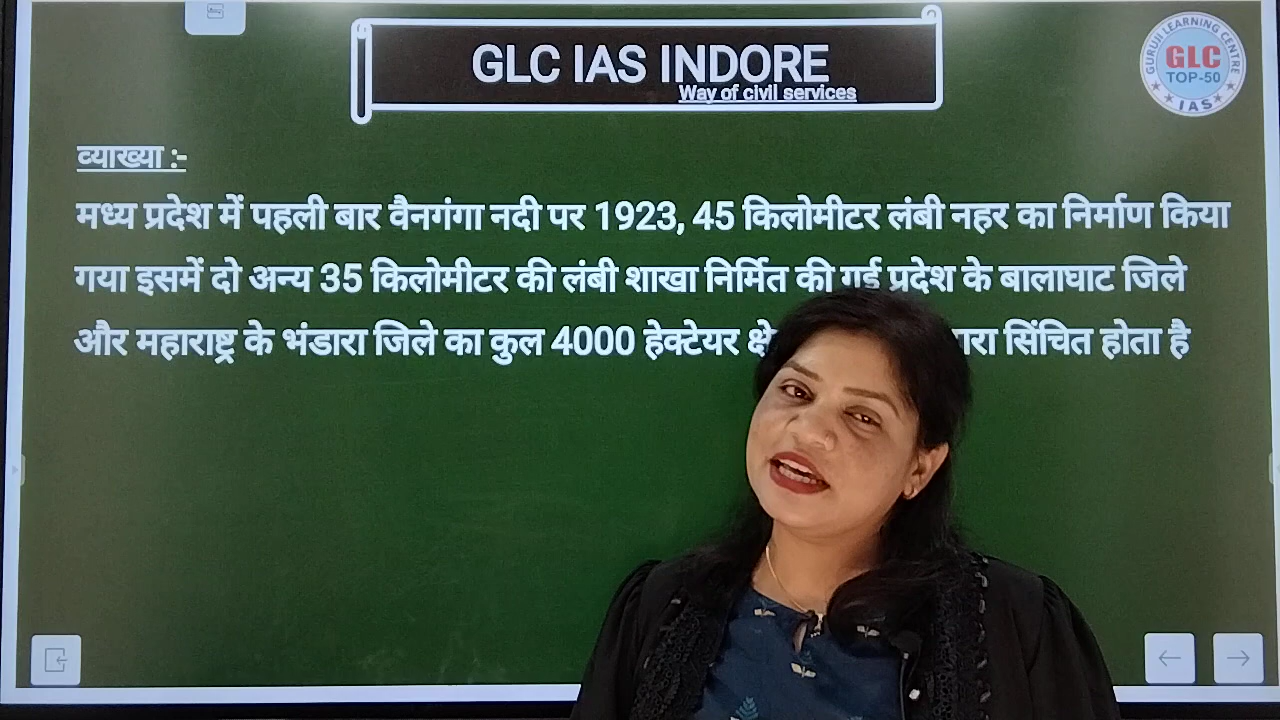 GLC IAS INDORE
Way of civil services
GURUJI LEARNING CENTRE
GLC
TOP-50
IAS
व्याख्या :-
मध्य प्रदेश में पहली बार वैनगंगा नदी पर 1923, 45 किलोमीटर लंबी नहर का निर्माण किया
गया इसमें दो अन्य 35 किलोमीटर की लंबी शाखा निर्मित की गई प्रदेश के बालाघाट जिले
और महाराष्ट्र के भंडारा जिले का कुल 4000 हेक्टेयर सिंचित होता है